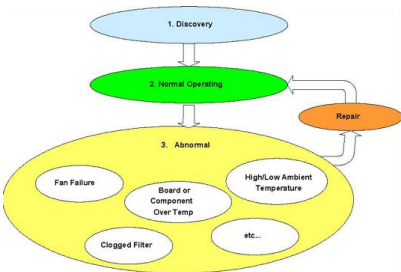 1. Discovery
2. Normal Operating
Repair
3. Abnormal
Fan Failure
Board or
Component
Over Temp
High/Low Ambient
Temperature
Clogged Filter
etc...